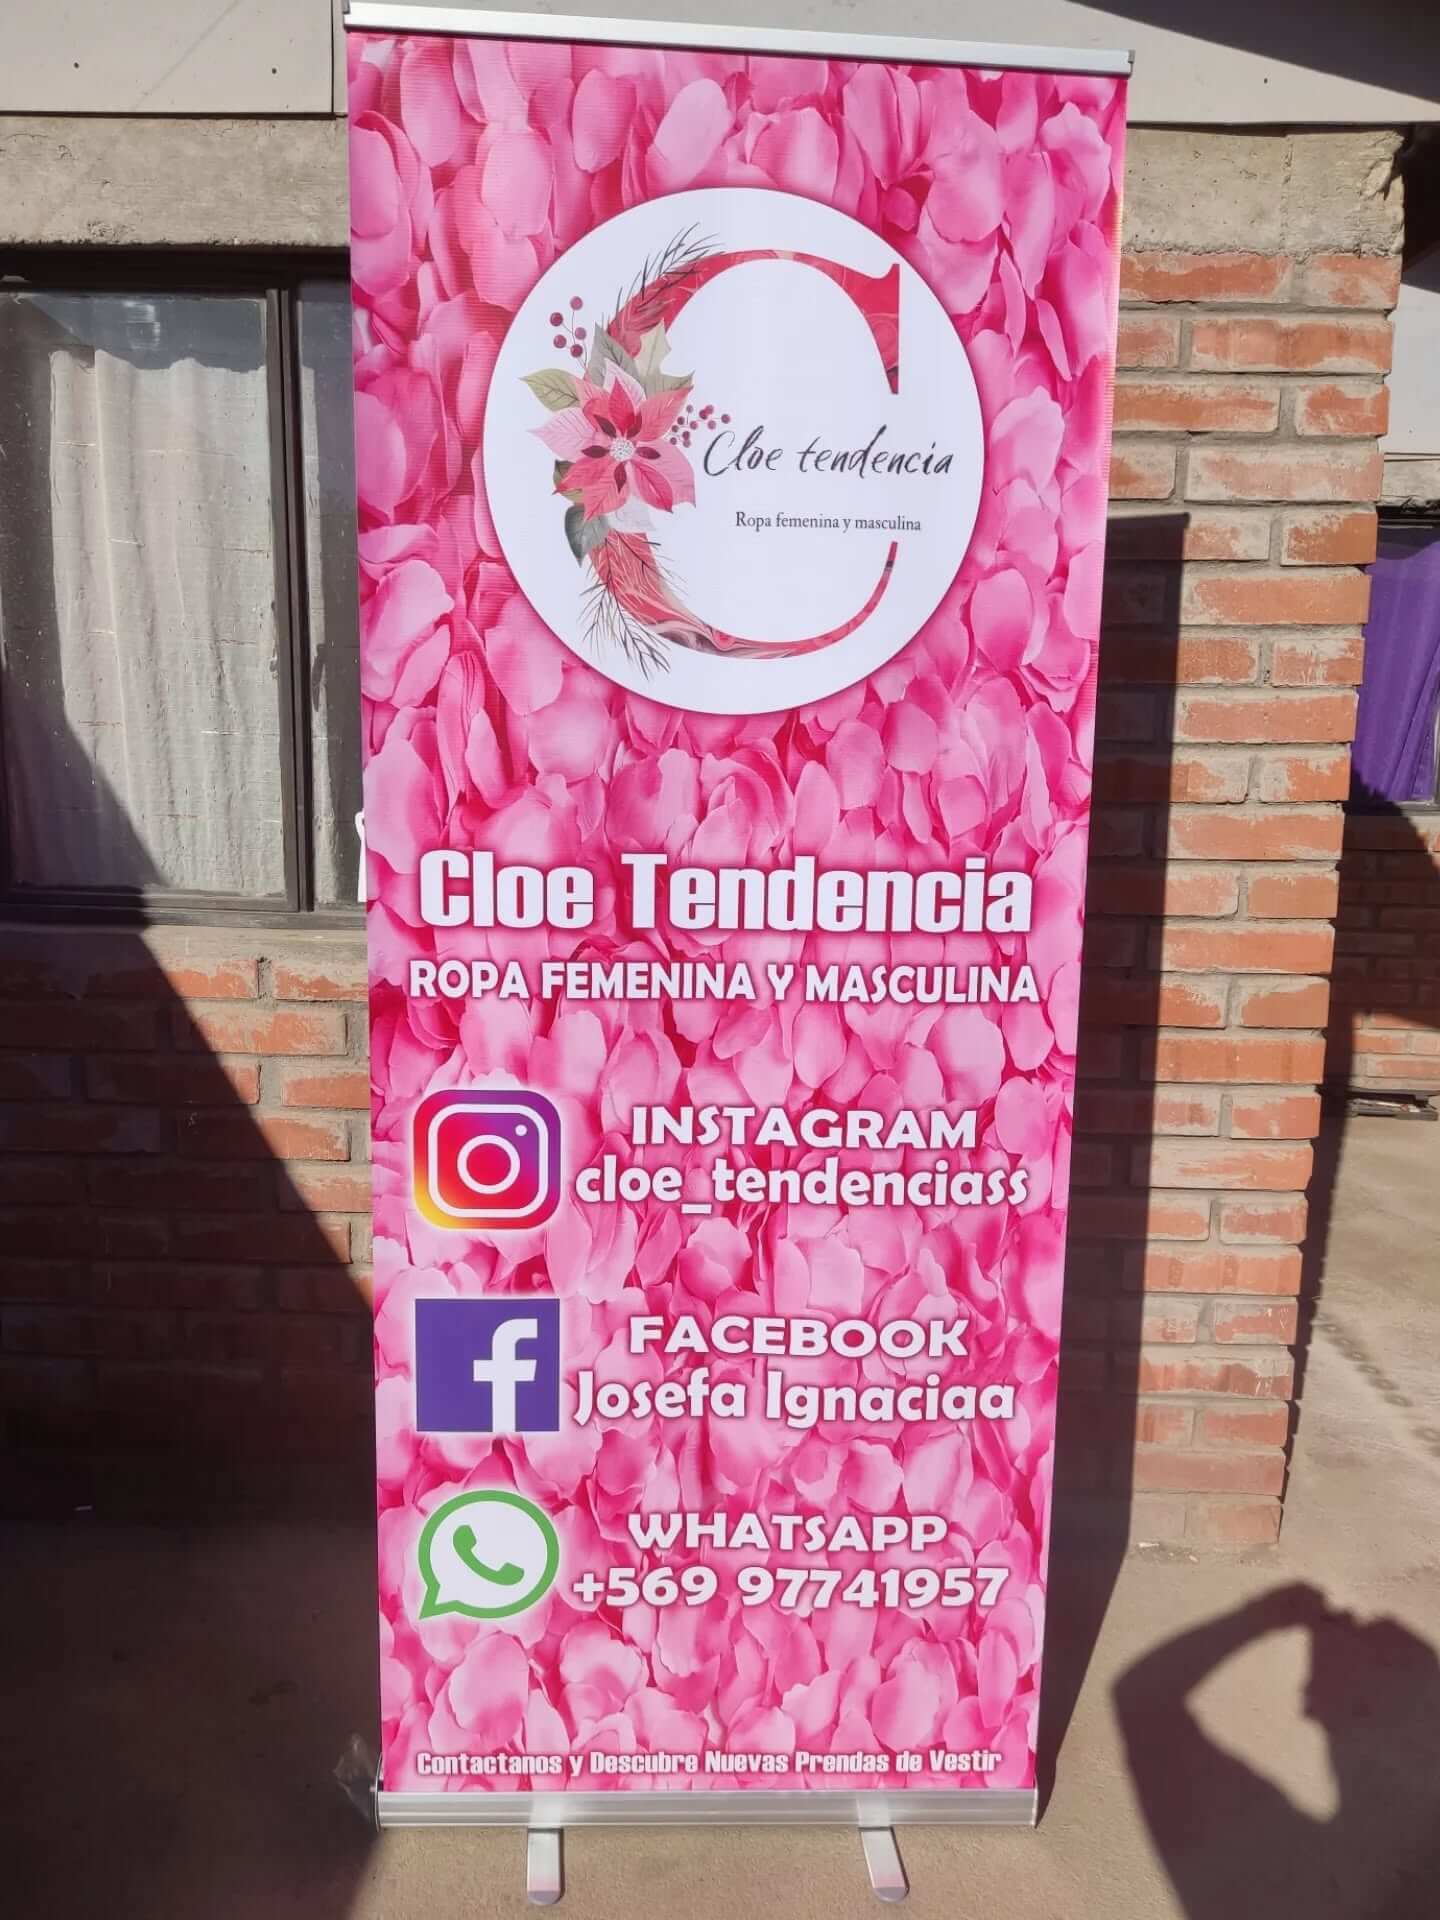 Cloe tendencia
Ropa femenina y masculina
Cloe Tendencia
ROPA FEMENINA Y MASCULINA
INSTAGRAM
cloe_tendenciass
FACEBOOK
Josefa Ignaciaa
WHATSAPP
+569 97741957
Contactanos y Descubre Nuevas Prendas de Vestir